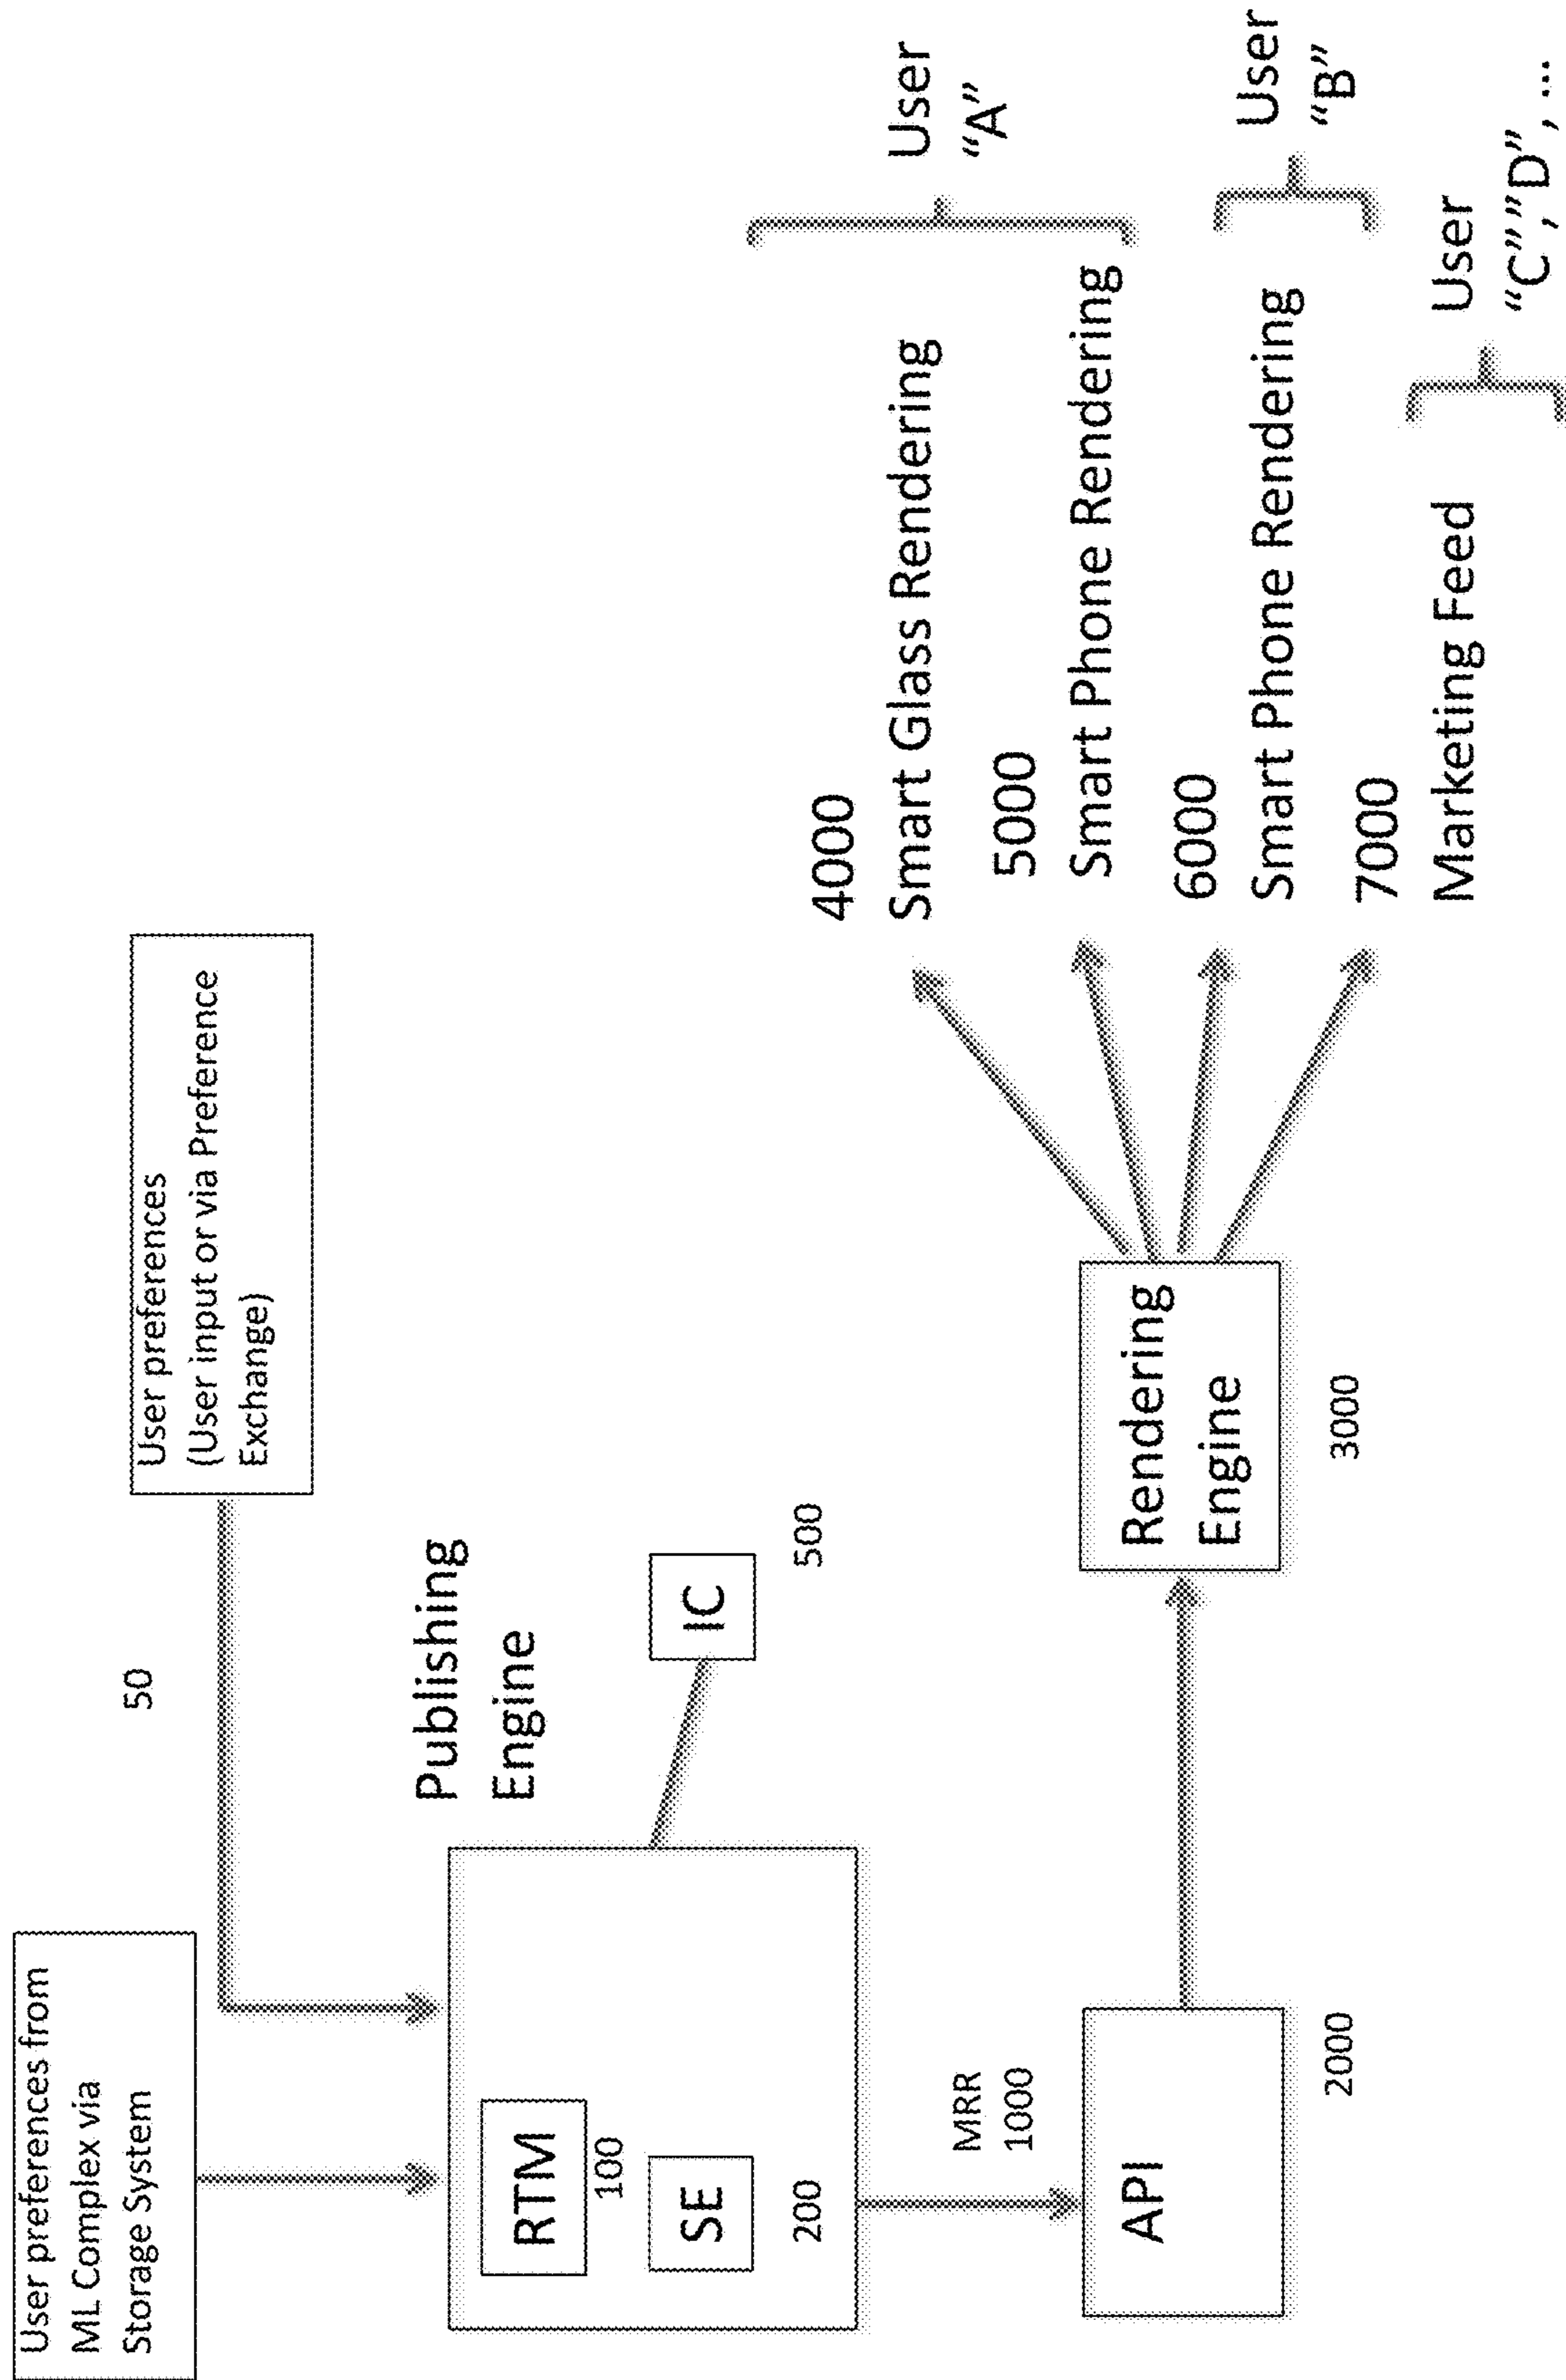 User preferences from
ML Complex via
Storage System
50
User preferences
(User input or via Preference
Exchange)
Publishing
Engine
RTM
100
SE
200
IC
500
MRR
1000
API
2000
Rendering
Engine
3000
4000
Smart Glass Rendering
5000
Smart Phone Rendering
6000
Smart Phone Rendering
7000
Marketing Feed
User
“A”
User
“B”
User
“C”,”D”, ...